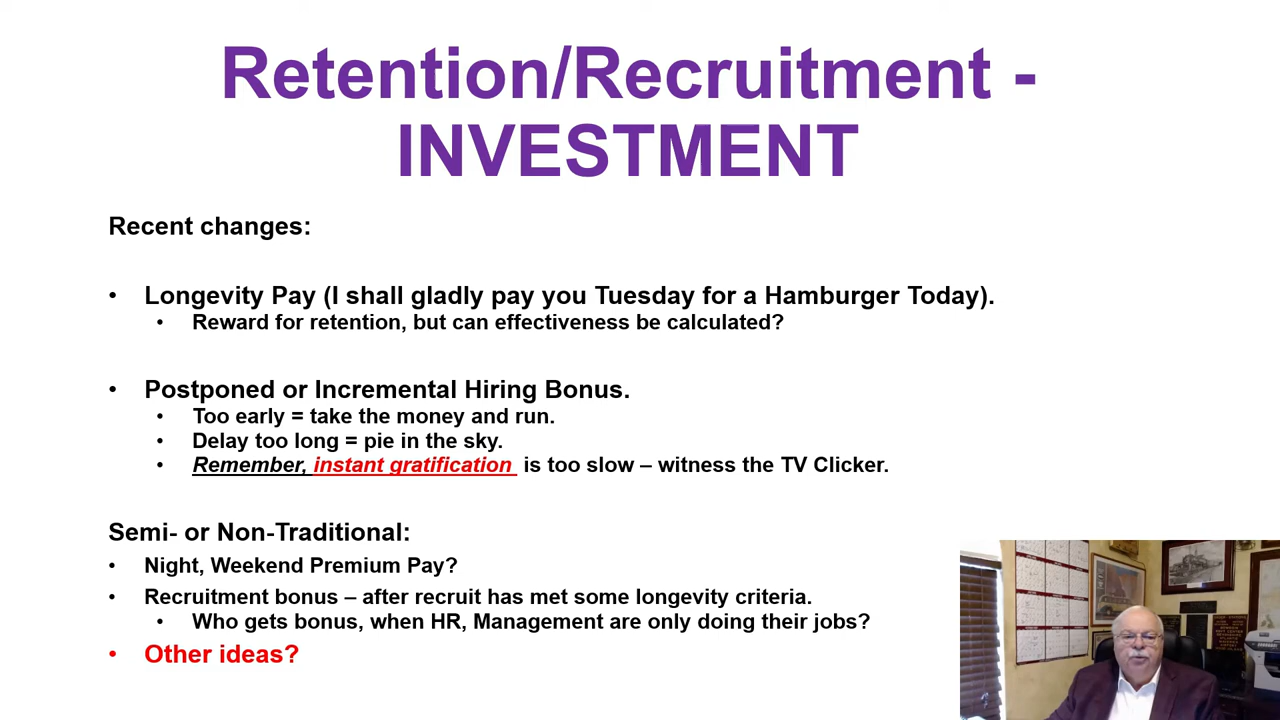 Retention/Recruitment -
INVESTMENT
Recent changes:
• Longevity Pay (I shall gladly pay you Tuesday for a Hamburger Today).
• Reward for retention, but can effectiveness be calculated?
• Postponed or Incremental Hiring Bonus.
• Too early = take the money and run.
• Delay too long = pie in the sky.
• Remember, instant gratification is too slow – witness the TV Clicker.
Semi- or Non-Traditional:
• Night, Weekend Premium Pay?
• Recruitment bonus – after recruit has met some longevity criteria.
• Who gets bonus, when HR, Management are only doing their jobs?
• Other ideas?